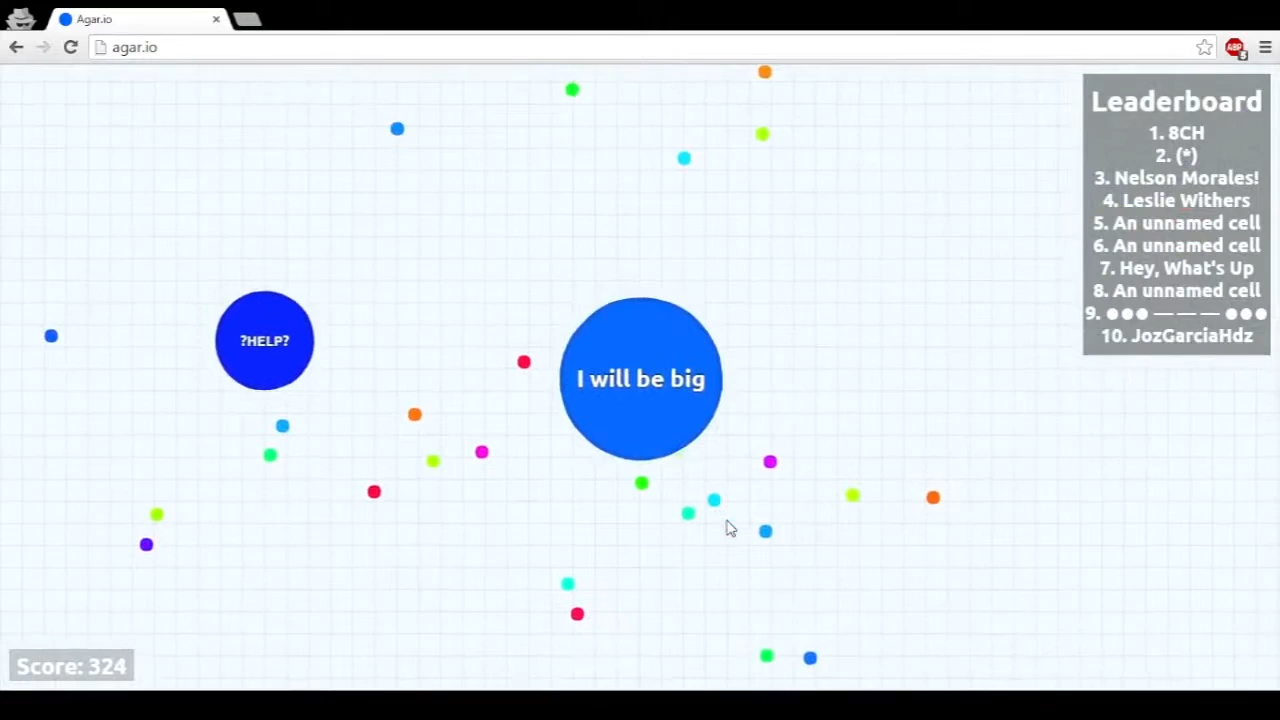 Agar.io
agar.io
ABP
5
Leaderboard
1. 8CH
2. (*)
3. Nelson Morales!
4. Leslie Withers
5. An unnamed cell
6. An unnamed cell
7. Hey, What's Up
8. An unnamed cell
9. ●●● — — — ●●●
10. JozGarciaHdz
?HELP?
I will be big
Score: 324